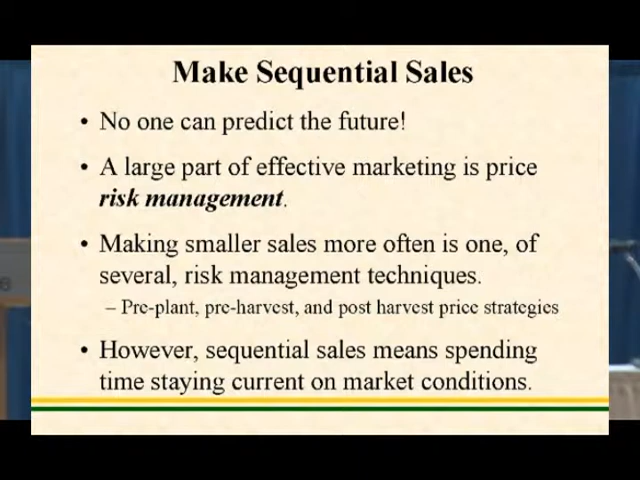 Make Sequential Sales
• No one can predict the future!
• A large part of effective marketing is price
risk management.
• Making smaller sales more often is one, of
several, risk management techniques.
– Pre-plant, pre-harvest, and post harvest price strategies
• However, sequential sales means spending
time staying current on market conditions.